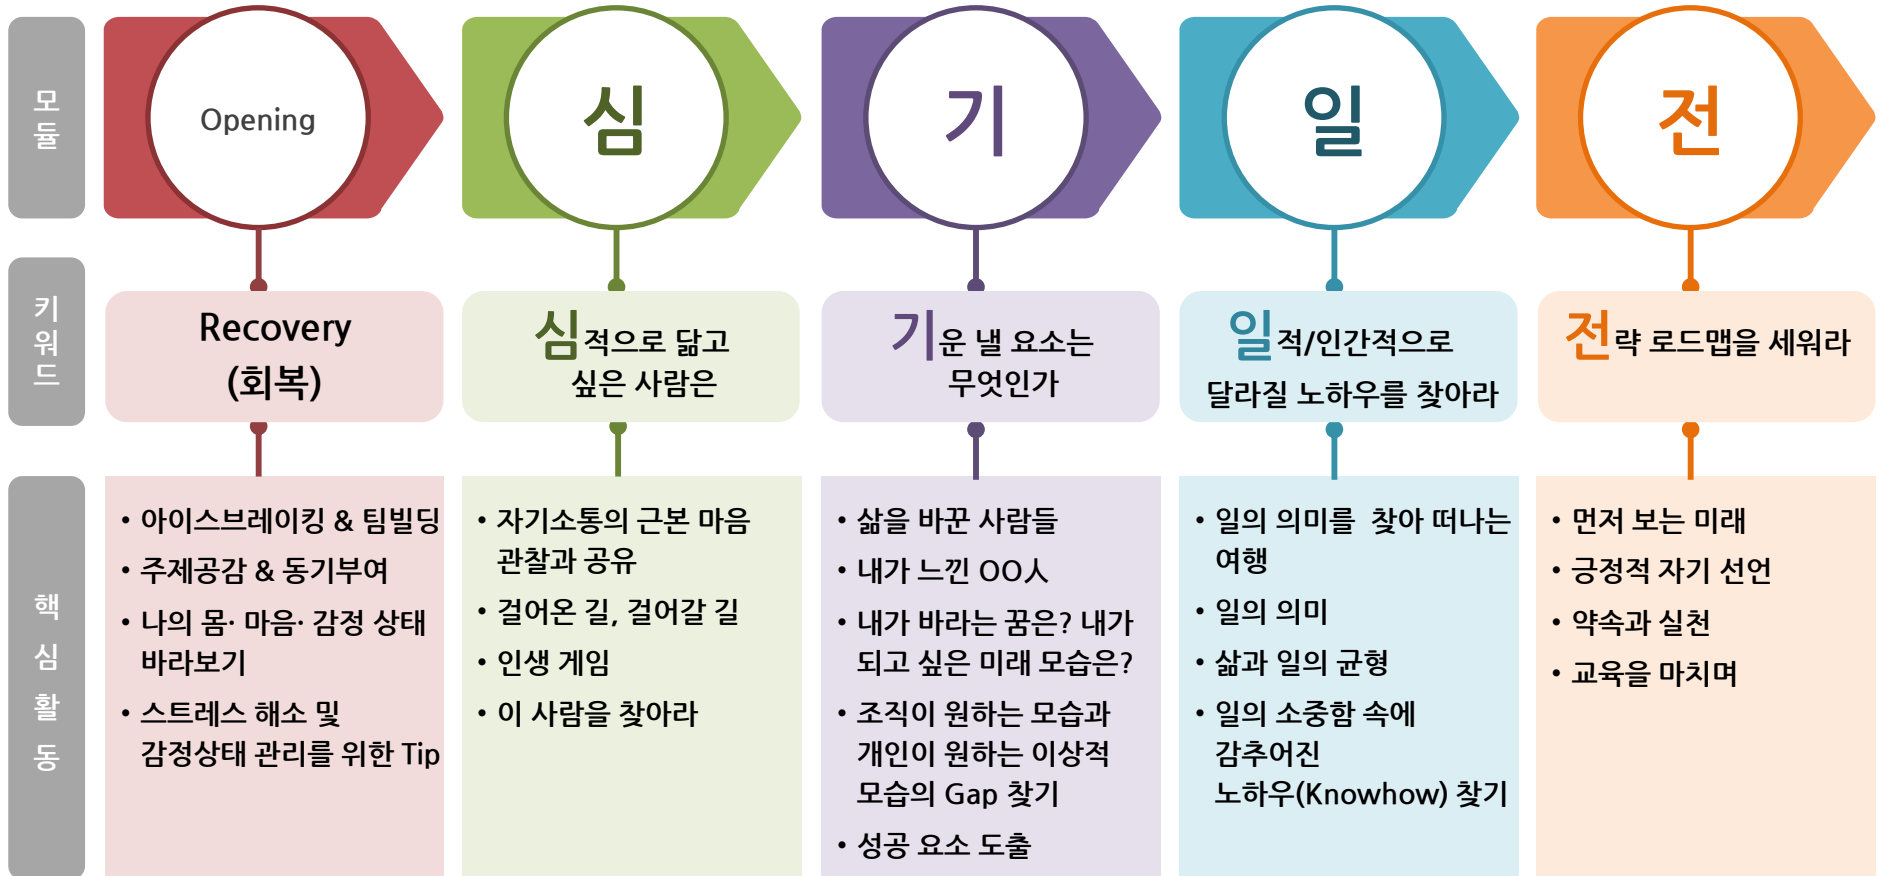 모듈
Opening
심
기
일
전
키워드
Recovery
(회복)
심적으로 닮고
싶은 사람은
기운 낼 요소는
무엇인가
일적/인간적으로
달라질 노하우를 찾아라
전략 로드맵을 세워라
핵심활동
• 아이스브레이킹 & 팀빌딩
• 주제공감 & 동기부여
• 나의 몸· 마음· 감정 상태
바라보기
• 스트레스 해소 및
감정상태 관리를 위한 Tip
• 자기소통의 근본 마음
관찰과 공유
• 걸어온 길, 걸어갈 길
• 인생 게임
• 이 사람을 찾아라
• 삶을 바꾼 사람들
• 내가 느낀 OO人
• 내가 바라는 꿈은? 내가
되고 싶은 미래 모습은?
• 조직이 원하는 모습과
개인이 원하는 이상적
모습의 Gap 찾기
• 성공 요소 도출
• 일의 의미를 찾아 떠나는
여행
• 일의 의미
• 삶과 일의 균형
• 일의 소중함 속에
감추어진
노하우(Knowhow) 찾기
• 먼저 보는 미래
• 긍정적 자기 선언
• 약속과 실천
• 교육을 마치며